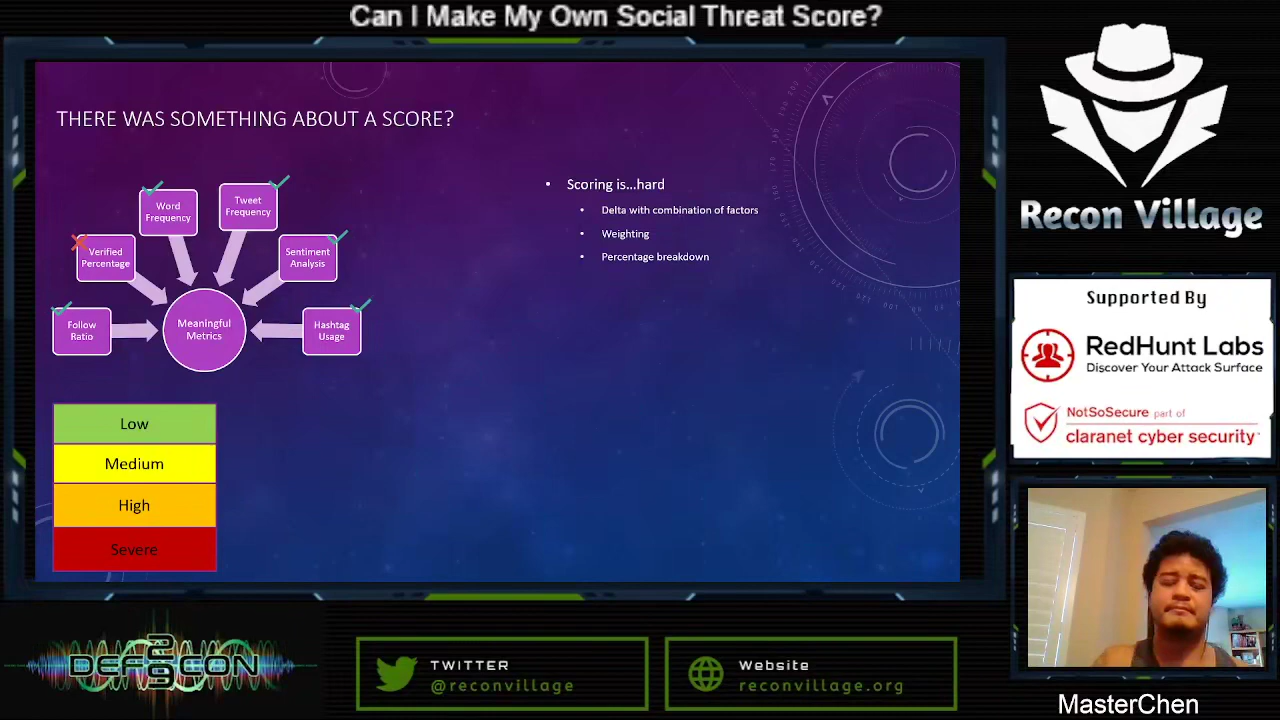 Can I Make My Own Social Threat Score?
THERE WAS SOMETHING ABOUT A SCORE?
Word
Frequency
Tweet
Frequency
Verified
Percentage
Sentiment
Analysis
Follow
Ratio
Meaningful
Metrics
Hashtag
Usage
Low
Medium
High
Severe
• Scoring is...hard
• Delta with combination of factors
• Weighting
• Percentage breakdown
Recon Village
Supported By
RedHunt Labs
Discover Your Attack Surface
NotSoSecure part of
claranet cyber security
DEFCON
29
TWITTER
@reconvillage
Website
reconvillage.org
MasterChen